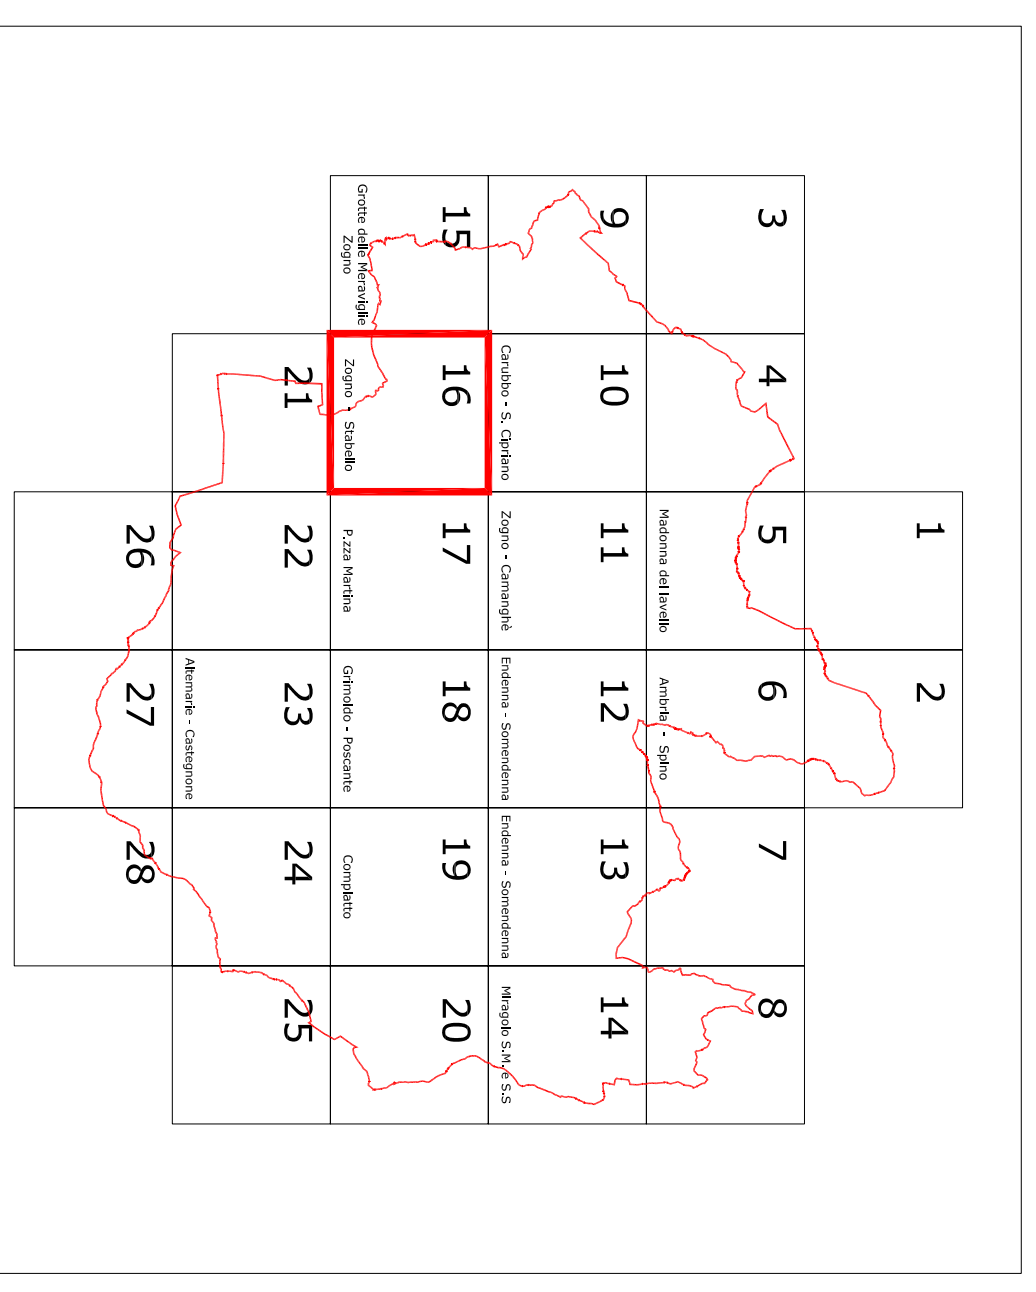 1
2
3
4
5
Madonna del lavello
6
Ambria - Spino
7
8
9
10
Carubbo - S. Cipriano
11
Zogno - Camanghè
12
Endenna - Somendenna
13
Endenna - Somendenna
14
Miragolo S.M. e S.S
15
Grotte delle Meraviglie
Zogno
16
Zogno - Stabello
17
P.zza Martina
18
Grimoldo - Poscante
19
Complatto
20
21
22
23
Altemarie - Castegnone
24
25
26
27
28